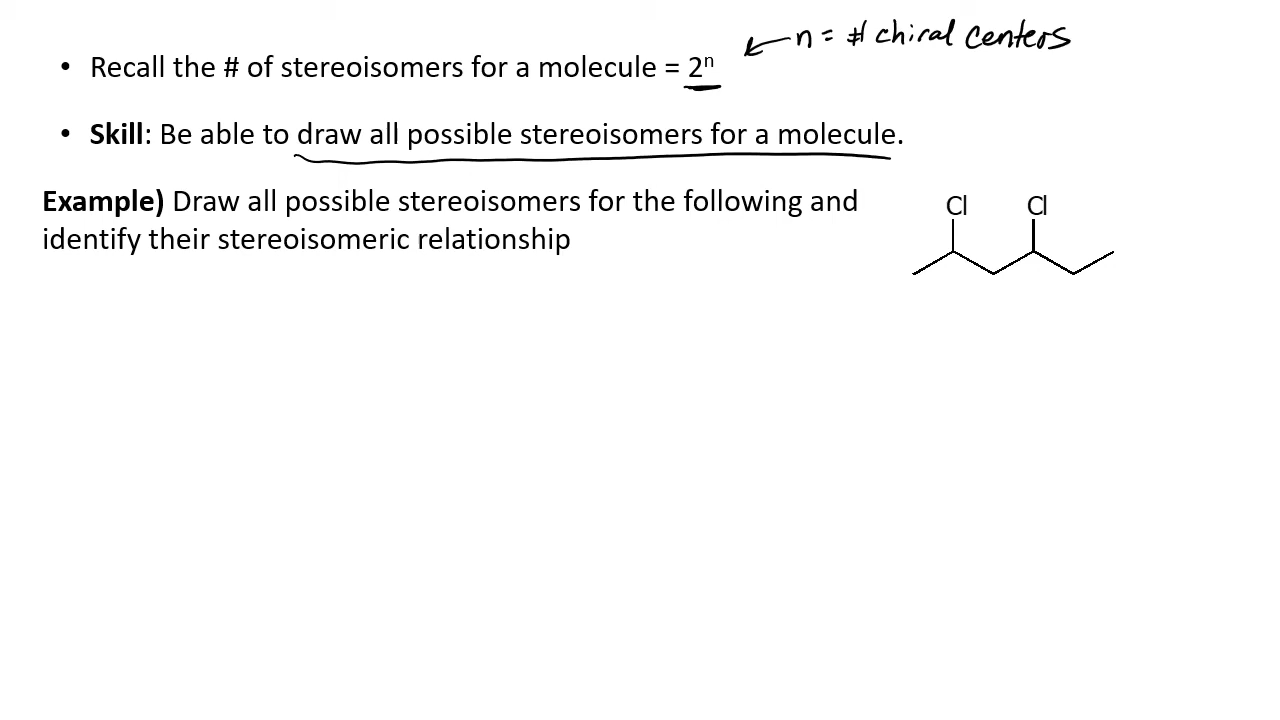 n = # chiral centers
• Recall the # of stereoisomers for a molecule = 2ⁿ
• Skill: Be able to draw all possible stereoisomers for a molecule.
Example) Draw all possible stereoisomers for the following and
identify their stereoisomeric relationship
Cl Cl